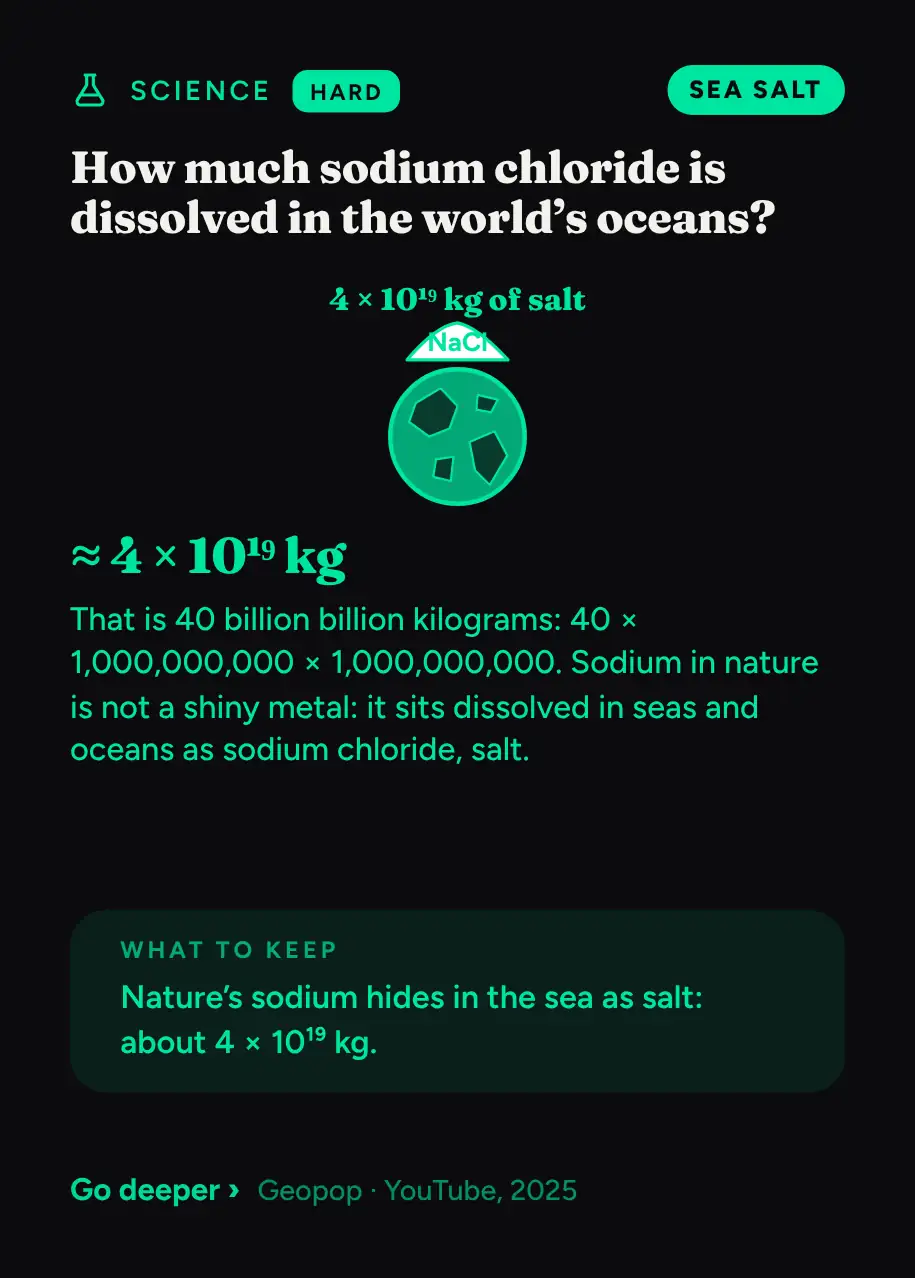 SCIENCE HARD SEA SALT
How much sodium chloride is
dissolved in the world’s oceans?
4 × 10¹⁹ kg of salt
NaCl
≈ 4 × 10¹⁹ kg
That is 40 billion billion kilograms: 40 ×
1,000,000,000 × 1,000,000,000. Sodium in nature
is not a shiny metal: it sits dissolved in seas and
oceans as sodium chloride, salt.
WHAT TO KEEP
Nature’s sodium hides in the sea as salt:
about 4 × 10¹⁹ kg.
Go deeper › Geopop · YouTube, 2025